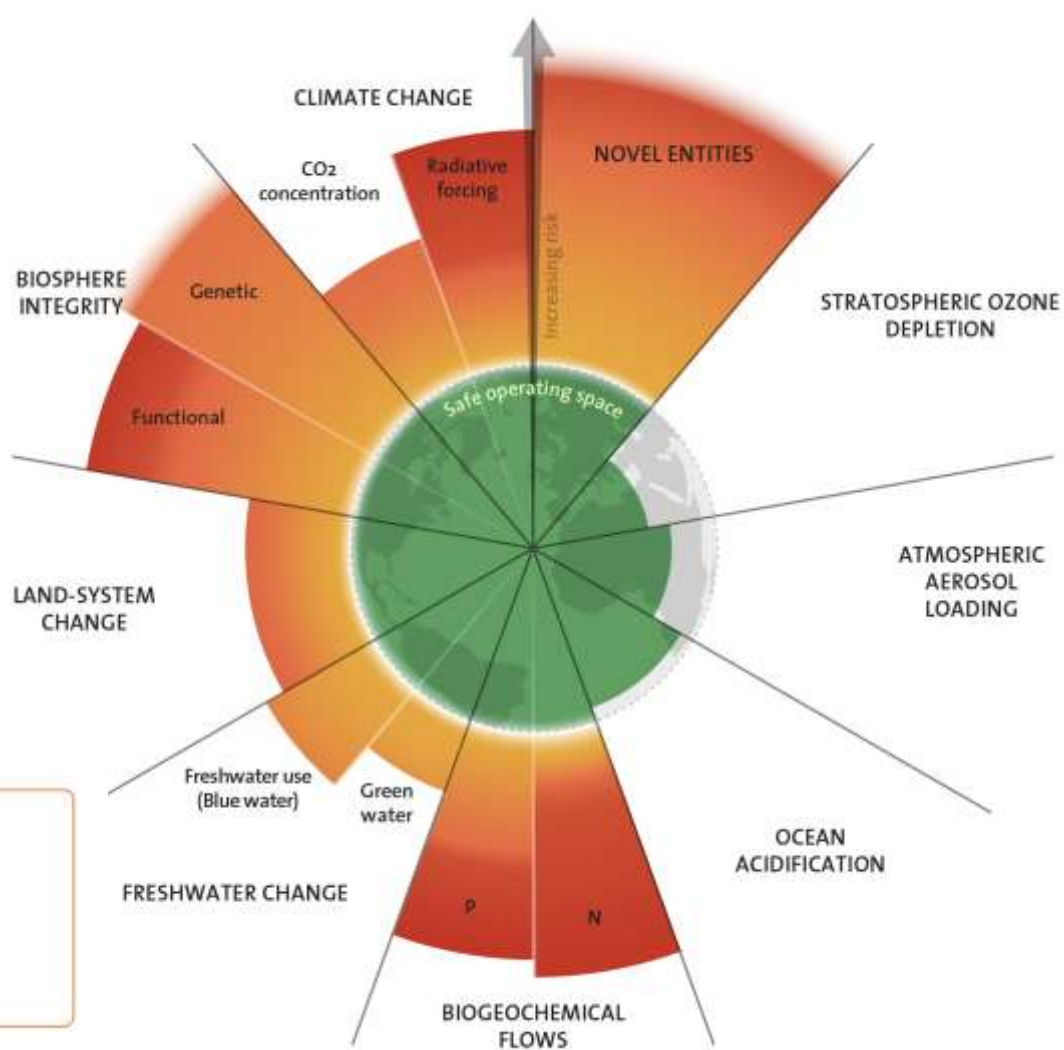 CLIMATE CHANGE
CO2
concentration
Radiative
forcing
NOVEL ENTITIES
Increasing risk
BIOSPHERE
INTEGRITY
Genetic
Functional
STRATOSPHERIC OZONE
DEPLETION
Safe operating space
ATMOSPHERIC
AEROSOL
LOADING
LAND-SYSTEM
CHANGE
Freshwater use
(Blue water)
Green
water
FRESHWATER CHANGE
P
N
OCEAN
ACIDIFICATION
BIOGEOCHEMICAL
FLOWS